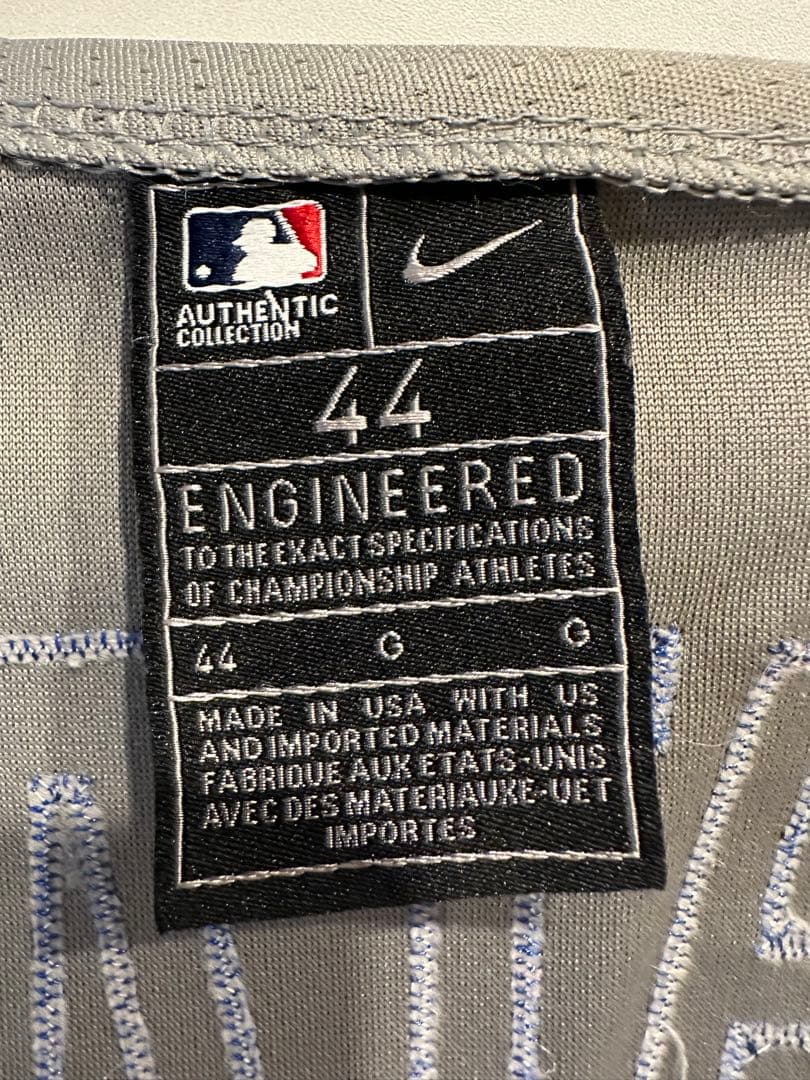 AUTHENTIC
COLLECTION
44
ENGINEERED
TO THE EXACT SPECIFICATIONS
OF CHAMPIONSHIP ATHLETES
44 G G
MADE IN USA WITH US
AND IMPORTED MATERIALS
FABRIQUE AUX ETATS-UNIS
AVEC DES MATERIAUXE-UET
IMPORTES